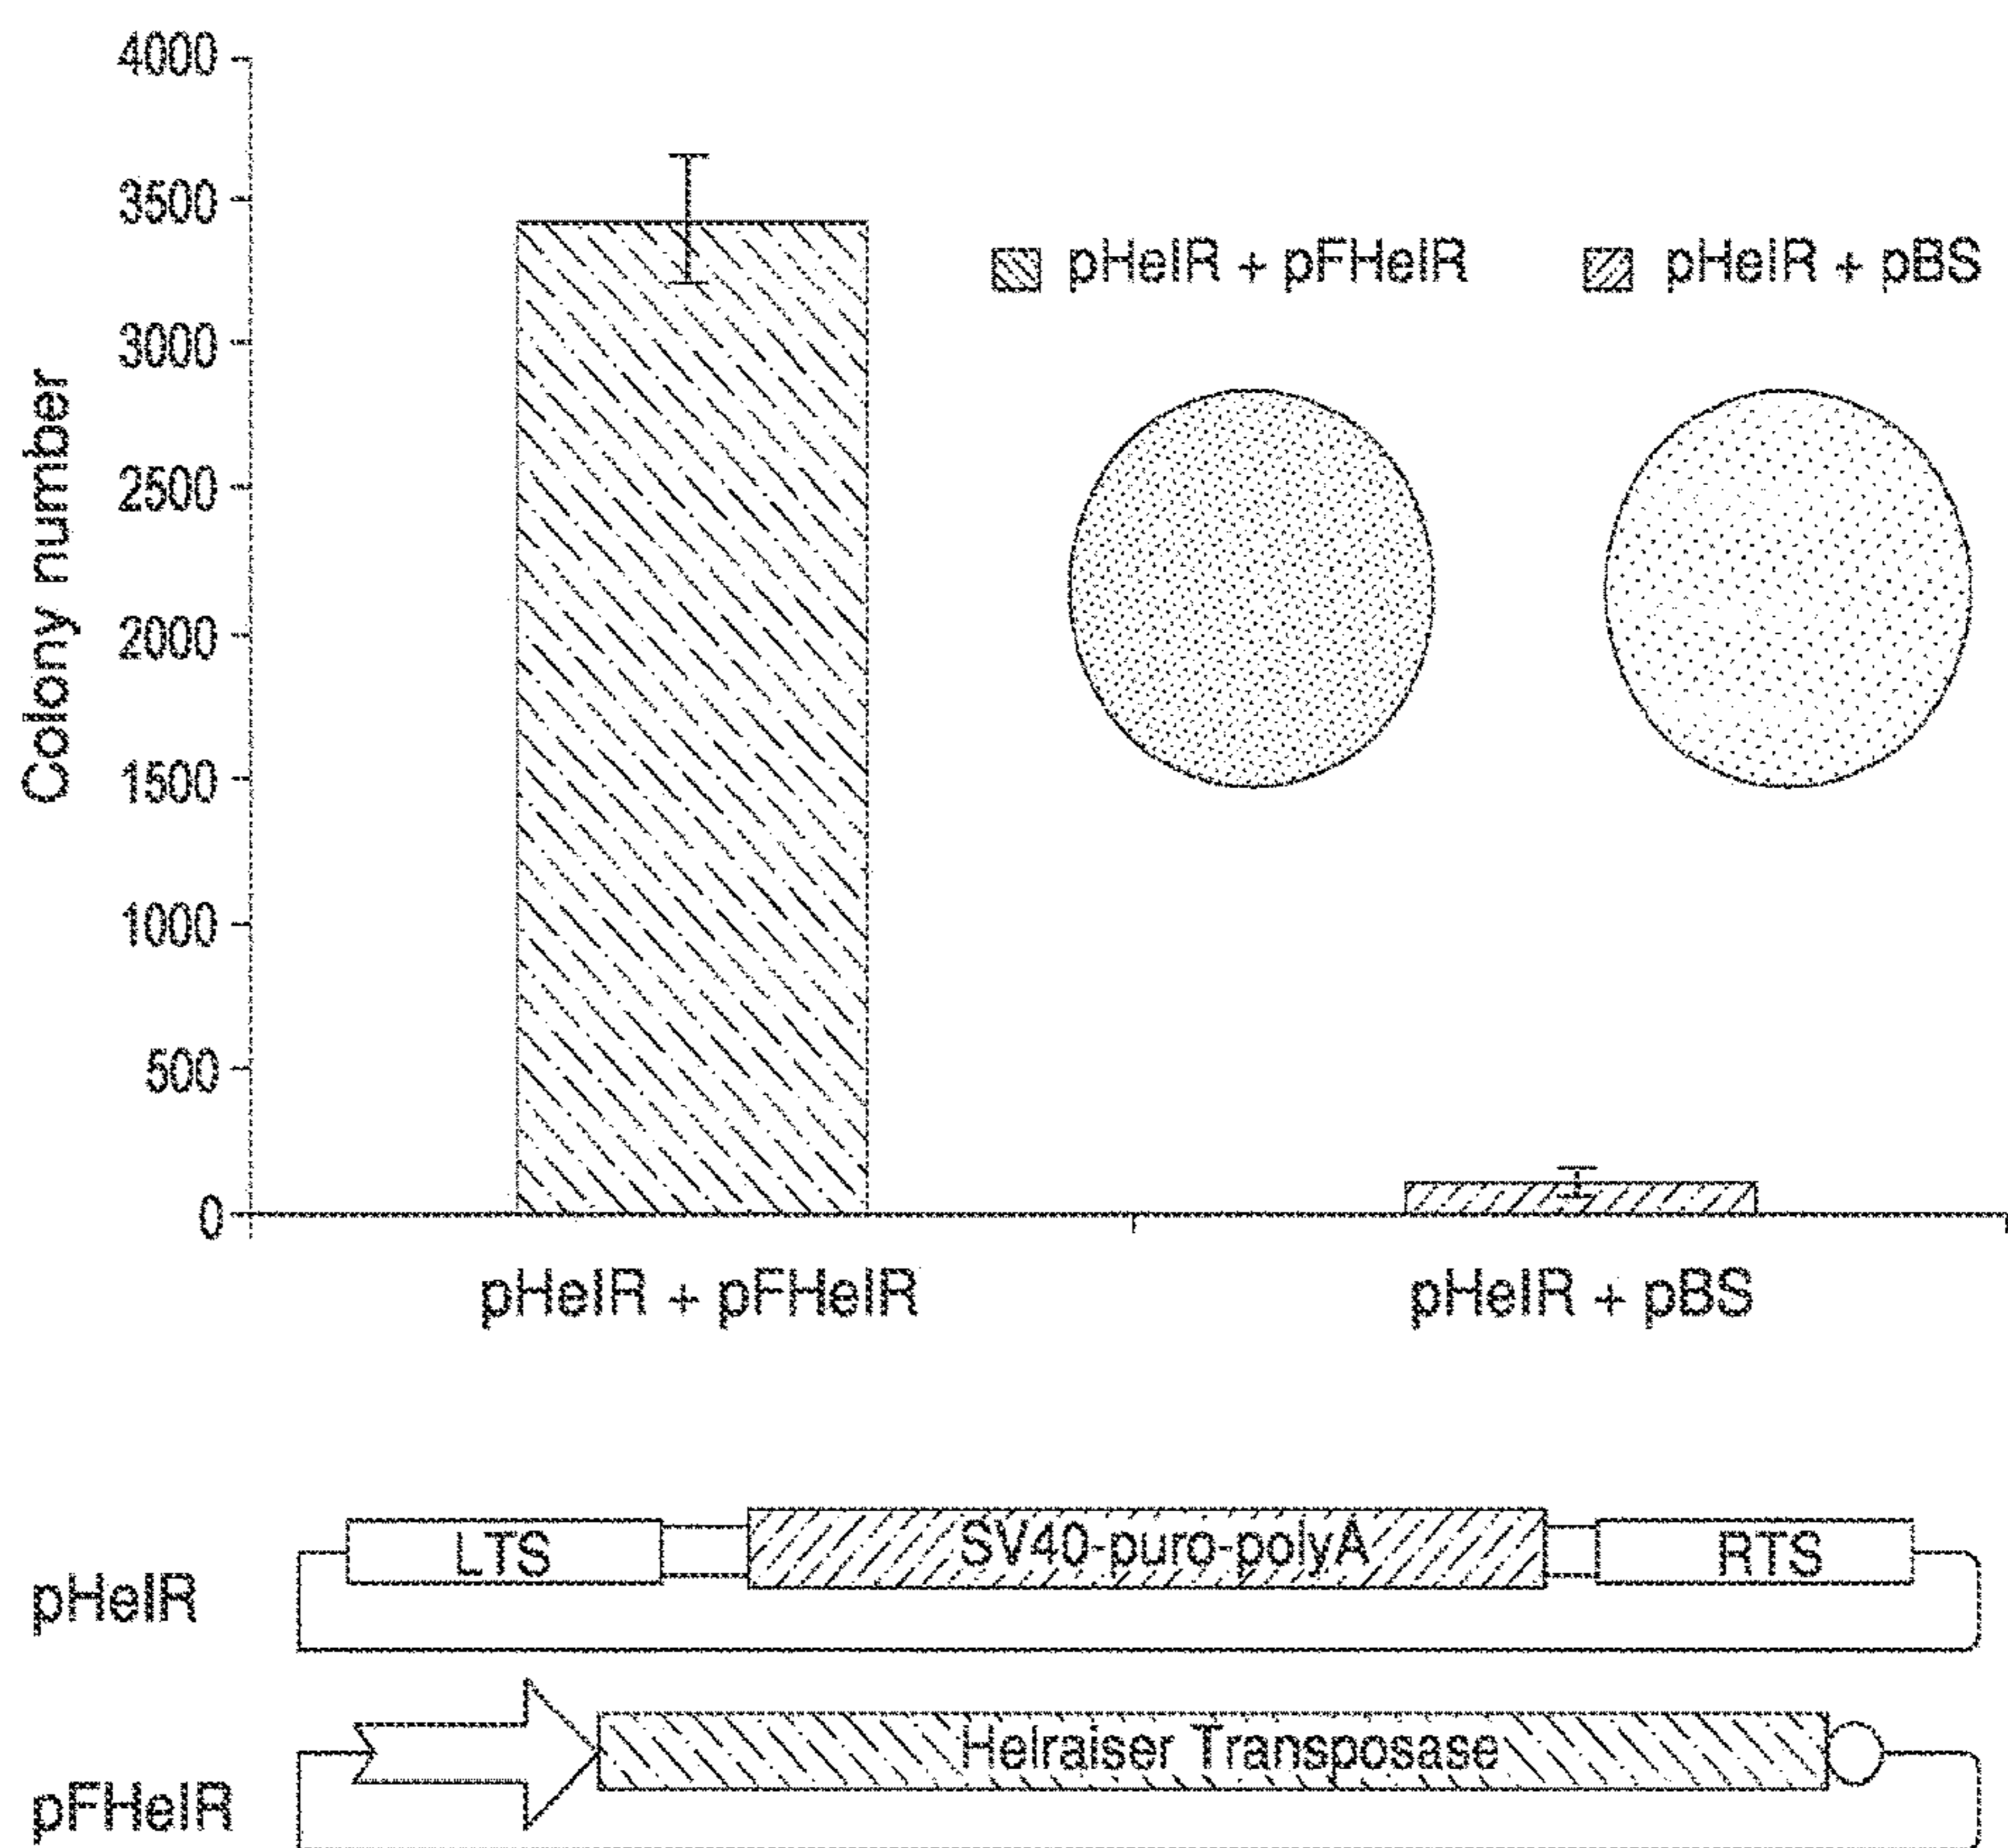 4000
3500
3000
2500
2000
1500
1000
500
0
Colony number
pHelR + pFHelR
pHelR + pBS
pHelR + pFHelR
pHelR + pBS
pHelR
LTS
SV40-puro-polyA
RTS
pFHelR
Helraiser Transposase